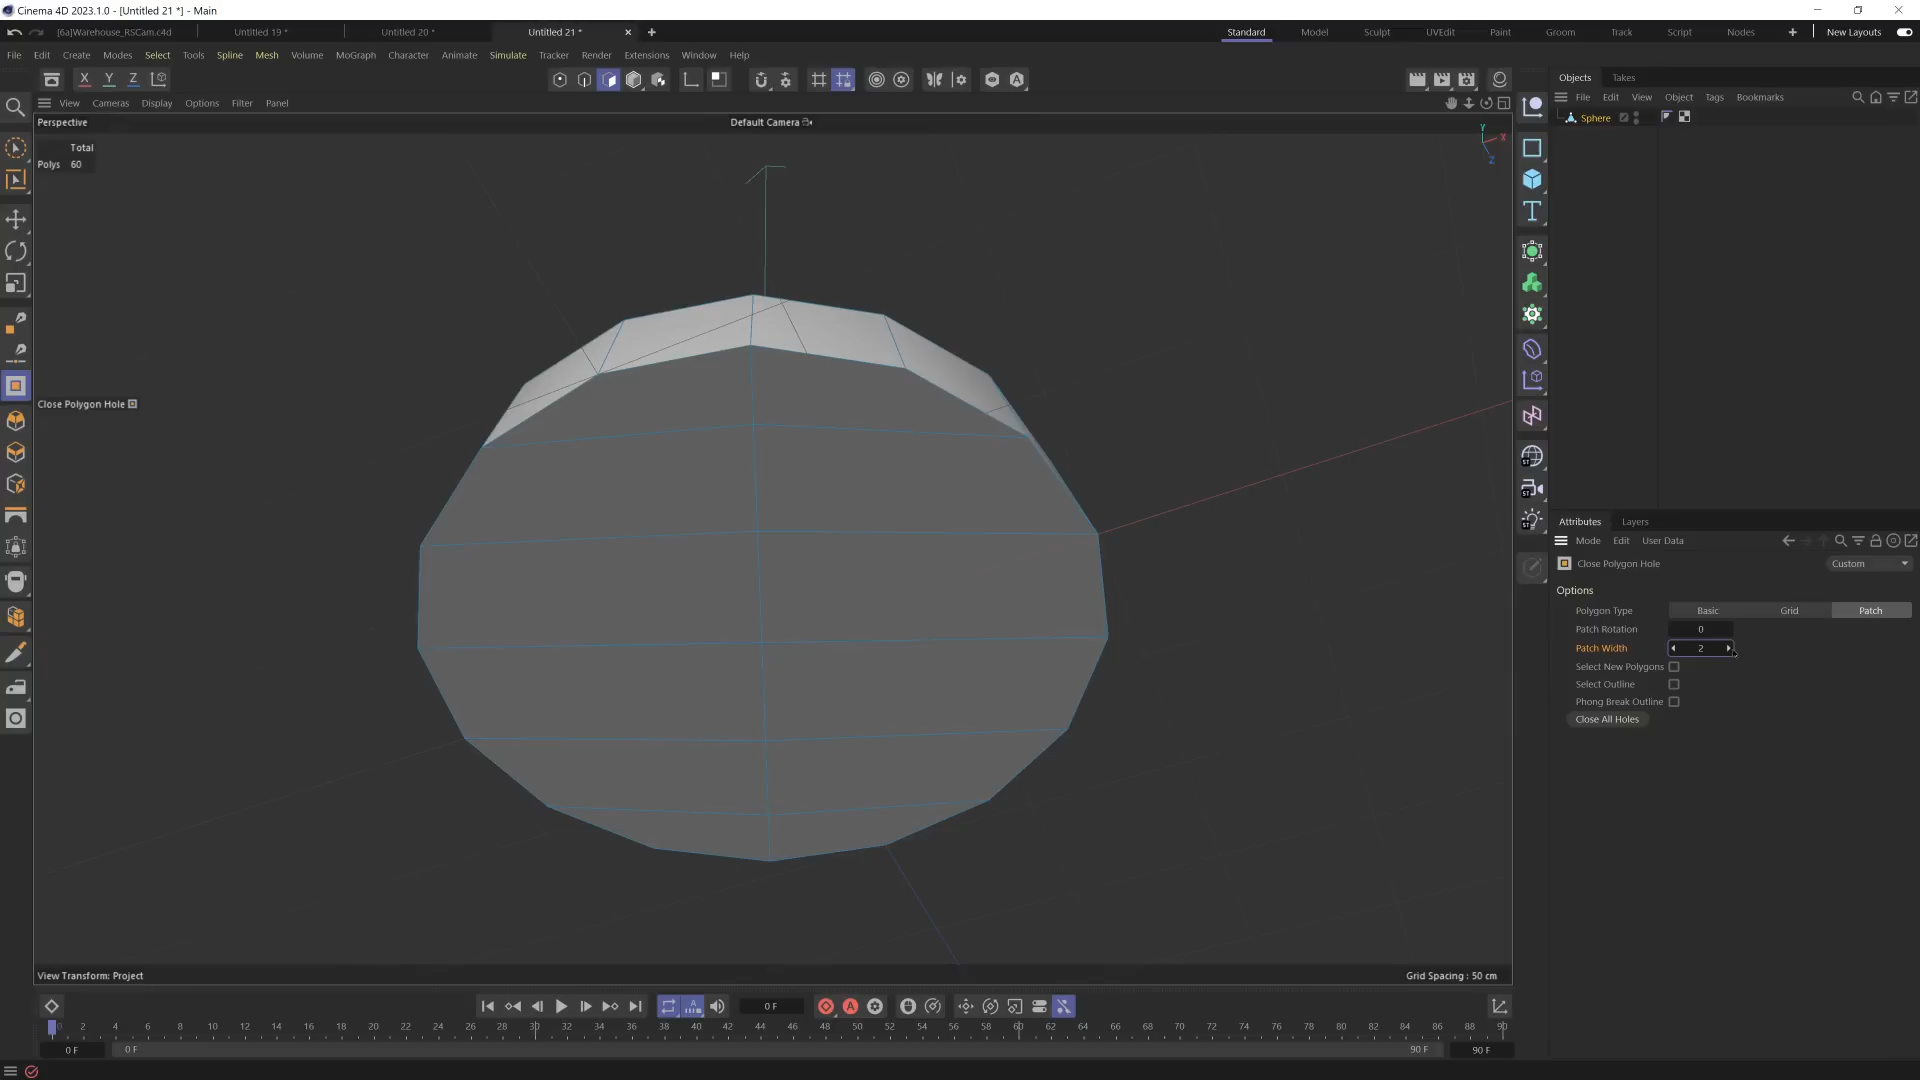 Cinema 4D 2023.1.0 - [Untitled 21 *] - Main
[6a]Warehouse_RSCam.c4d Untitled 19 * Untitled 20 * Untitled 21 * Standard Model Sculpt UVEdit Paint Groom Track Script Nodes New Layouts
File Edit Create Modes Select Tools Spline Mesh Volume MoGraph Character Animate Simulate Tracker Render Extensions Window Help
X Y Z
Objects Takes
View Cameras Display Options Filter Panel
File Edit View Object Tags Bookmarks
Perspective
Default Camera
Sphere
Y X Z
Total
Polys 60
Close Polygon Hole
Attributes Layers
Mode Edit User Data
Close Polygon Hole Custom
Options
Polygon Type Basic Grid Patch
Patch Rotation 0
Patch Width 2
Select New Polygons
Select Outline
Phong Break Outline
Close All Holes
View Transform: Project
Grid Spacing : 50 cm
0 F
0 2 4 6 8 10 12 14 16 18 20 22 24 26 28 30 32 34 36 38 40 42 44 46 48 50 52 54 56 58 60 62 64 66 68 70 72 74 76 78 80 82 84 86 88 90
0 F 0 F 90 F 90 F